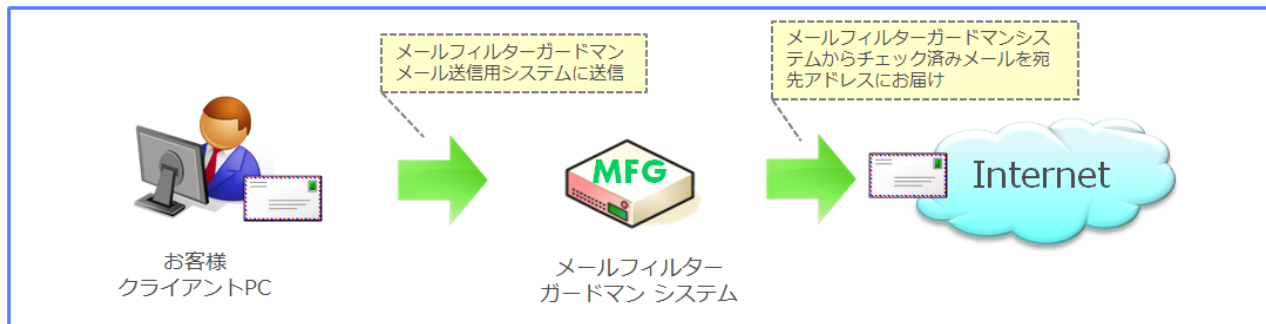 メールフィルターガードマン
メール送信用システムに送信
メールフィルターガードマンシス
テムからチェック済みメールを宛
先アドレスにお届け
MFG
Internet
お客様
クライアントPC
メールフィルター
ガードマン システム